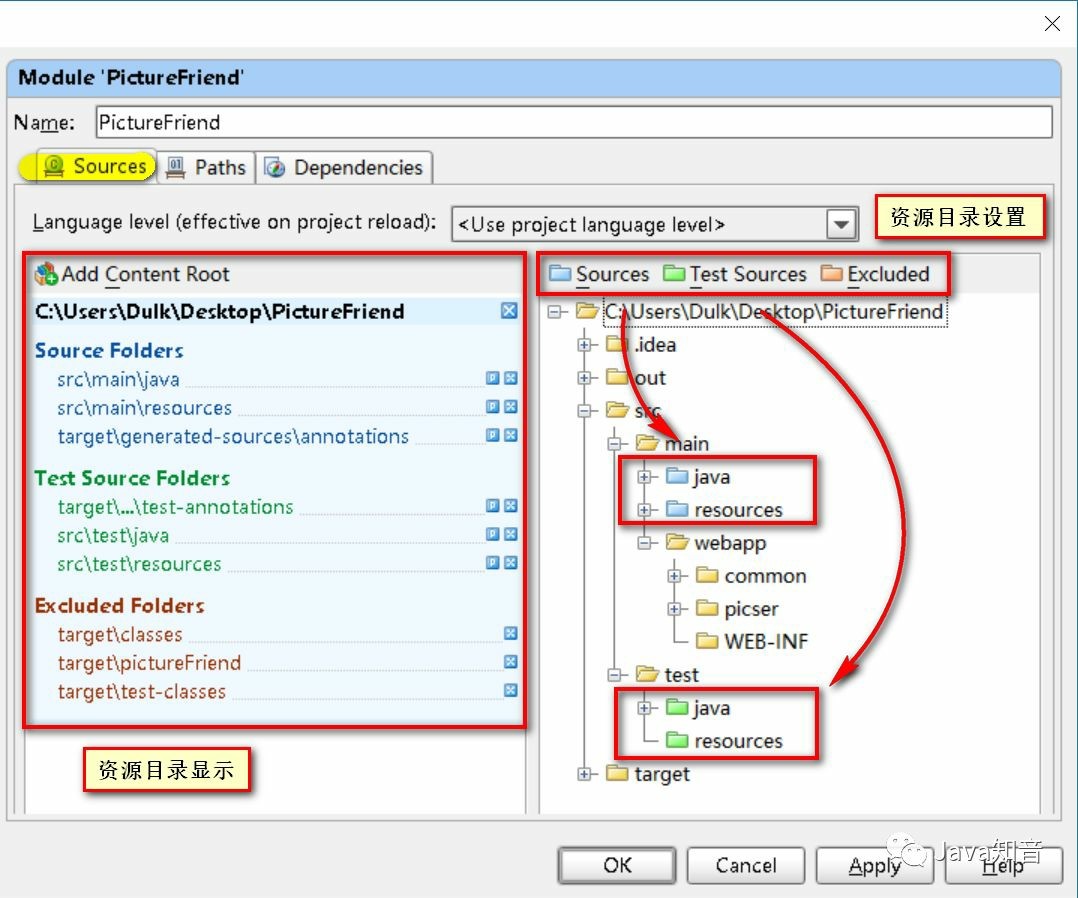 Module 'PictureFriend'
Name: PictureFriend
Sources Paths Dependencies
Language level (effective on project reload): <Use project language level>
资源目录设置
Add Content Root
C:\Users\Dulk\Desktop\PictureFriend
Source Folders
src\main\java
src\main\resources
target\generated-sources\annotations
Test Source Folders
target\...\test-annotations
src\test\java
src\test\resources
Excluded Folders
target\classes
target\pictureFriend
target\test-classes
资源目录显示
Sources Test Sources Excluded
C:\Users\Dulk\Desktop\PictureFriend
.idea
out
src
main
java
resources
webapp
common
picser
WEB-INF
test
java
resources
target
Java知音
OK Cancel Apply Help